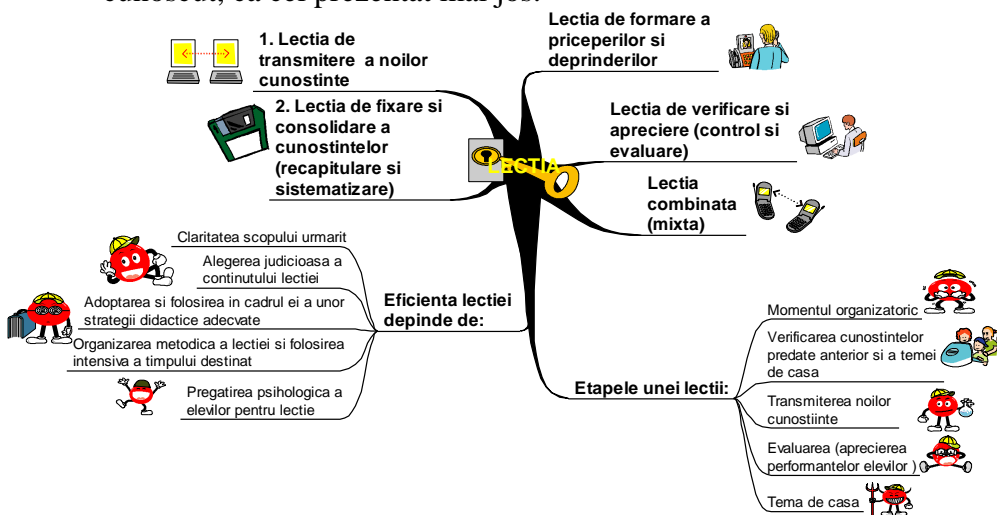 cunoscut, ca cel prezentat mai jos:
1. Lectia de
transmitere a noilor
cunostinte
2. Lectia de fixare si
consolidare a
cunostintelor
(recapitulare si
sistematizare)
Lectia de formare a
priceperilor si
deprinderilor
Lectia de verificare si
apreciere (control si
evaluare)
Lectia
combinata
(mixta)
LECTIA
Eficienta lectiei
depinde de:
Claritatea scopului urmarit
Alegerea judicioasa a
continutului lectiei
Adoptarea si folosirea in cadrul ei a unor
strategii didactice adecvate
Organizarea metodica a lectiei si folosirea
intensiva a timpului destinat
Pregatirea psihologica a
elevilor pentru lectie
Etapele unei lectii:
Momentul organizatoric
Verificarea cunostintelor
predate anterior si a temei
de casa
Transmiterea noilor
cunostiinte
Evaluarea (aprecierea
performantelor elevilor )
Tema de casa